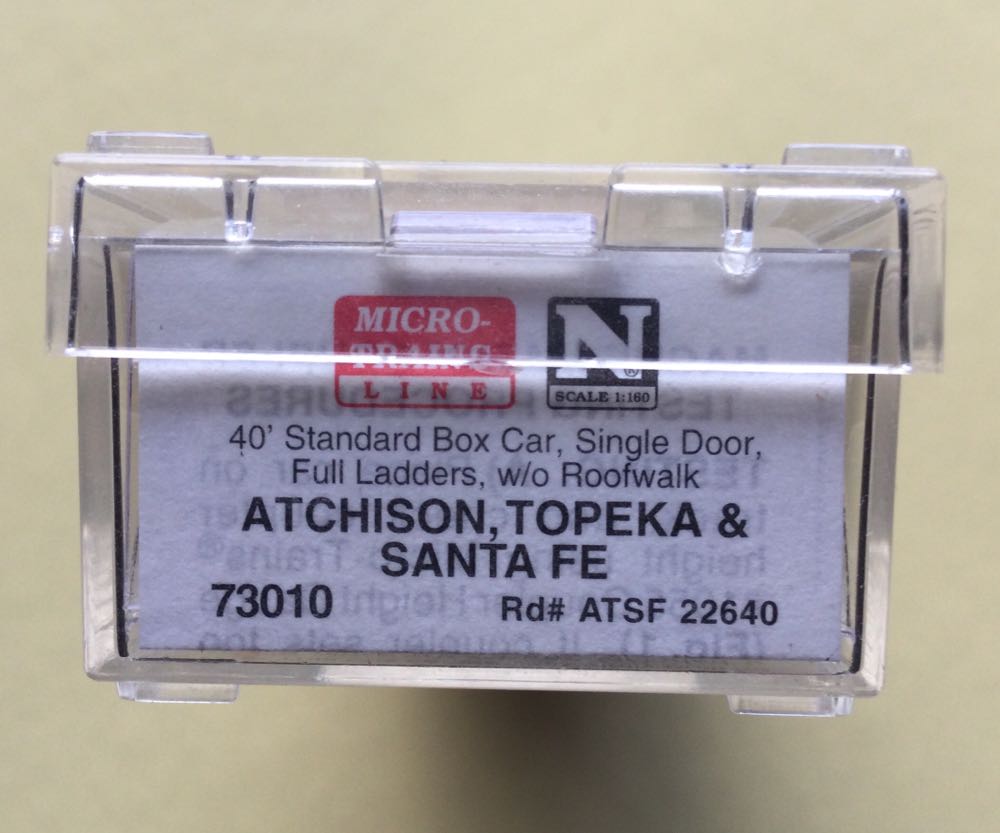 MICRO-
TRAINS
LINE
N®
SCALE 1:160
40' Standard Box Car, Single Door,
Full Ladders, w/o Roofwalk
ATCHISON, TOPEKA &
SANTA FE
73010 Rd# ATSF 22640